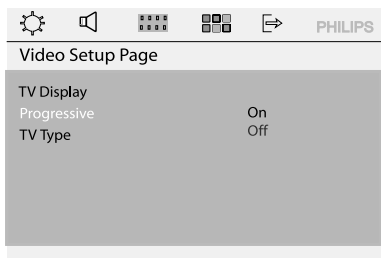 PHILIPS
Video Setup Page
TV Display
Progressive On
TV Type Off